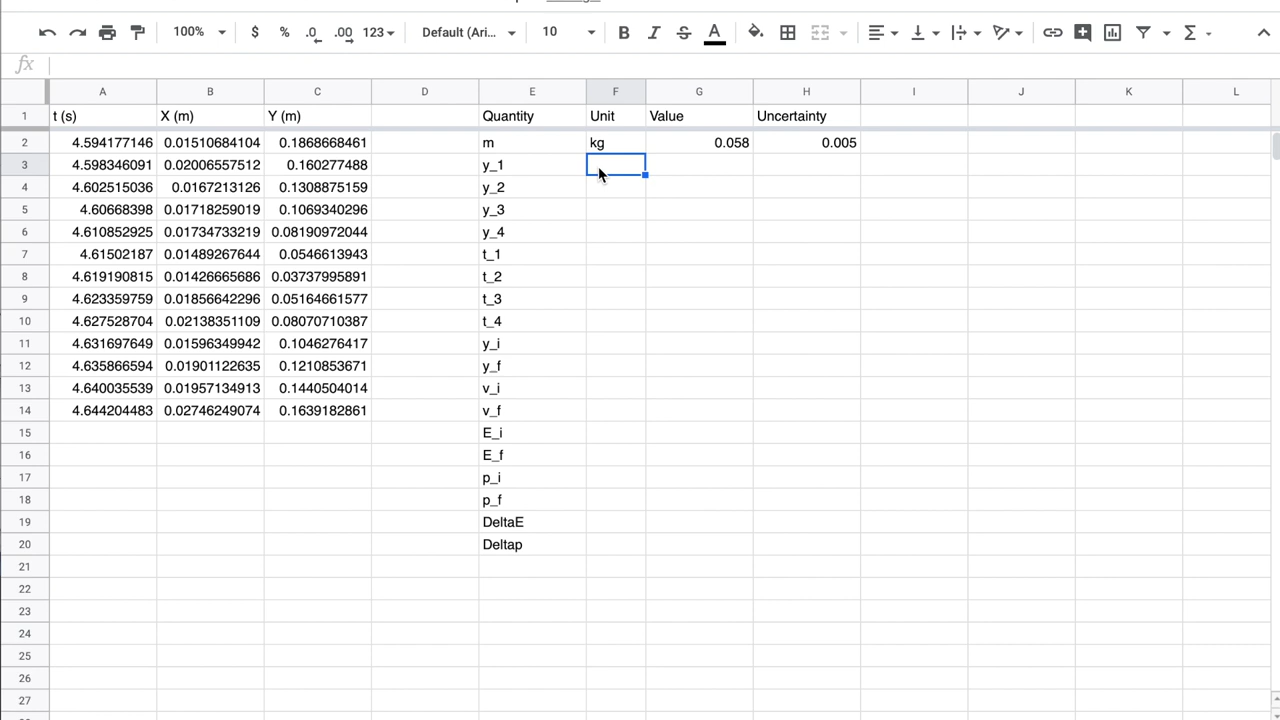 100% $ % .0 .00 123 Default (Ari... 10 B I S A Σ
fx
A B C D E F G H I J K L
1 t (s) X (m) Y (m) Quantity Unit Value Uncertainty
2 4.594177146 0.01510684104 0.1868668461 m kg 0.058 0.005
3 4.598346091 0.02006557512 0.160277488 y_1
4 4.602515036 0.0167213126 0.1308875159 y_2
5 4.60668398 0.01718259019 0.1069340296 y_3
6 4.610852925 0.01734733219 0.08190972044 y_4
7 4.61502187 0.01489267644 0.0546613943 t_1
8 4.619190815 0.01426665686 0.03737995891 t_2
9 4.623359759 0.01856642296 0.05164661577 t_3
10 4.627528704 0.02138351109 0.08070710387 t_4
11 4.631697649 0.01596349942 0.1046276417 y_i
12 4.635866594 0.01901122635 0.1210853671 y_f
13 4.640035539 0.01957134913 0.1440504014 v_i
14 4.644204483 0.02746249074 0.1639182861 v_f
15 E_i
16 E_f
17 p_i
18 p_f
19 DeltaE
20 Deltap
21
22
23
24
25
26
27